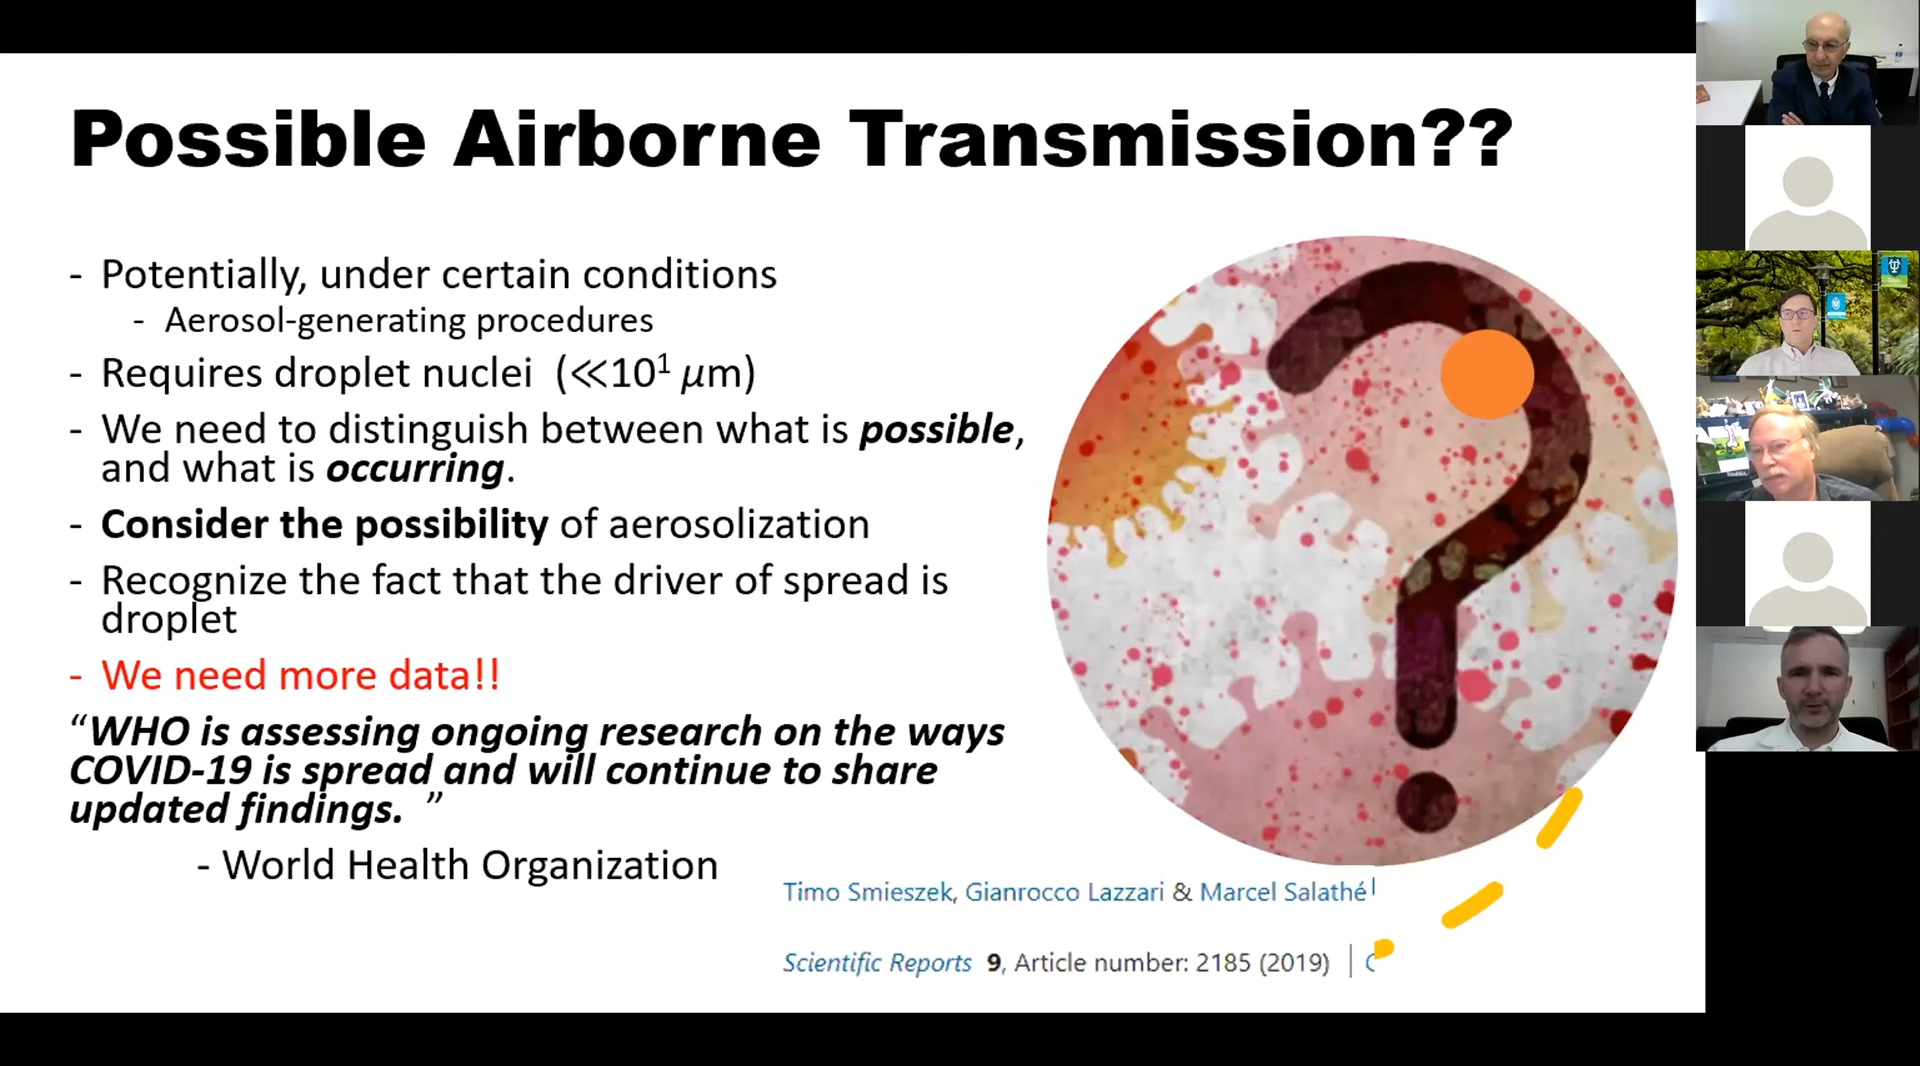 Possible Airborne Transmission??
- Potentially, under certain conditions
- Aerosol-generating procedures
- Requires droplet nuclei (≪10¹ μm)
- We need to distinguish between what is possible,
and what is occurring.
- Consider the possibility of aerosolization
- Recognize the fact that the driver of spread is
droplet
- We need more data!!
“WHO is assessing ongoing research on the ways
COVID-19 is spread and will continue to share
updated findings. ”
- World Health Organization
Timo Smieszek, Gianrocco Lazzari & Marcel Salathé
Scientific Reports 9, Article number: 2185 (2019) |